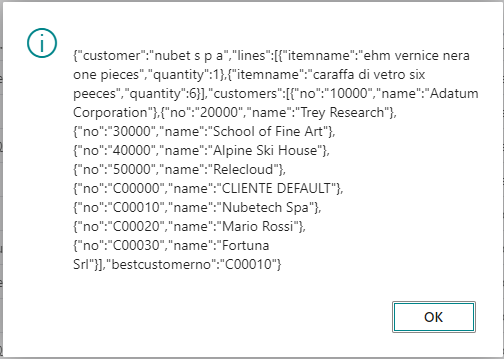 {"customer":"nubet s p a","lines":[{"itemname":"ehm vernice nera
one pieces","quantity":1},{"itemname":"caraffa di vetro six
peeces","quantity":6}],"customers":[{"no":"10000","name":"Adatum
Corporation"},{"no":"20000","name":"Trey Research"},
{"no":"30000","name":"School of Fine Art"},
{"no":"40000","name":"Alpine Ski House"},
{"no":"50000","name":"Relecloud"},
{"no":"C00000","name":"CLIENTE DEFAULT"},
{"no":"C00010","name":"Nubetech Spa"},
{"no":"C00020","name":"Mario Rossi"},
{"no":"C00030","name":"Fortuna
Srl"}],"bestcustomerno":"C00010"}
OK